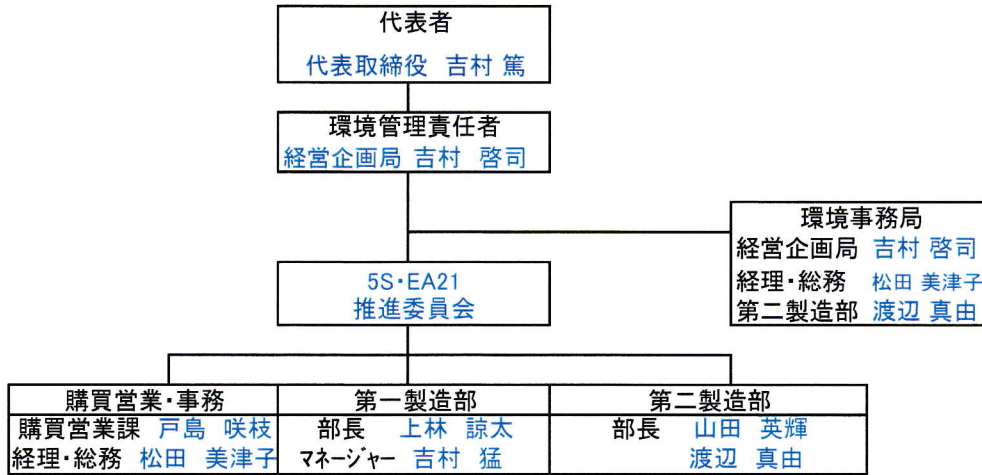 代表者
代表取締役 吉村 篤
環境管理責任者
経営企画局 吉村 啓司
環境事務局
経営企画局 吉村 啓司
経理・総務 松田 美津子
第二製造部 渡辺 真由
5S・EA21
推進委員会
購買営業・事務
購買営業課 戸島 咲枝
経理・総務 松田 美津子
第一製造部
部長 上林 諒太
マネージャー 吉村 猛
第二製造部
部長 山田 英輝
渡辺 真由